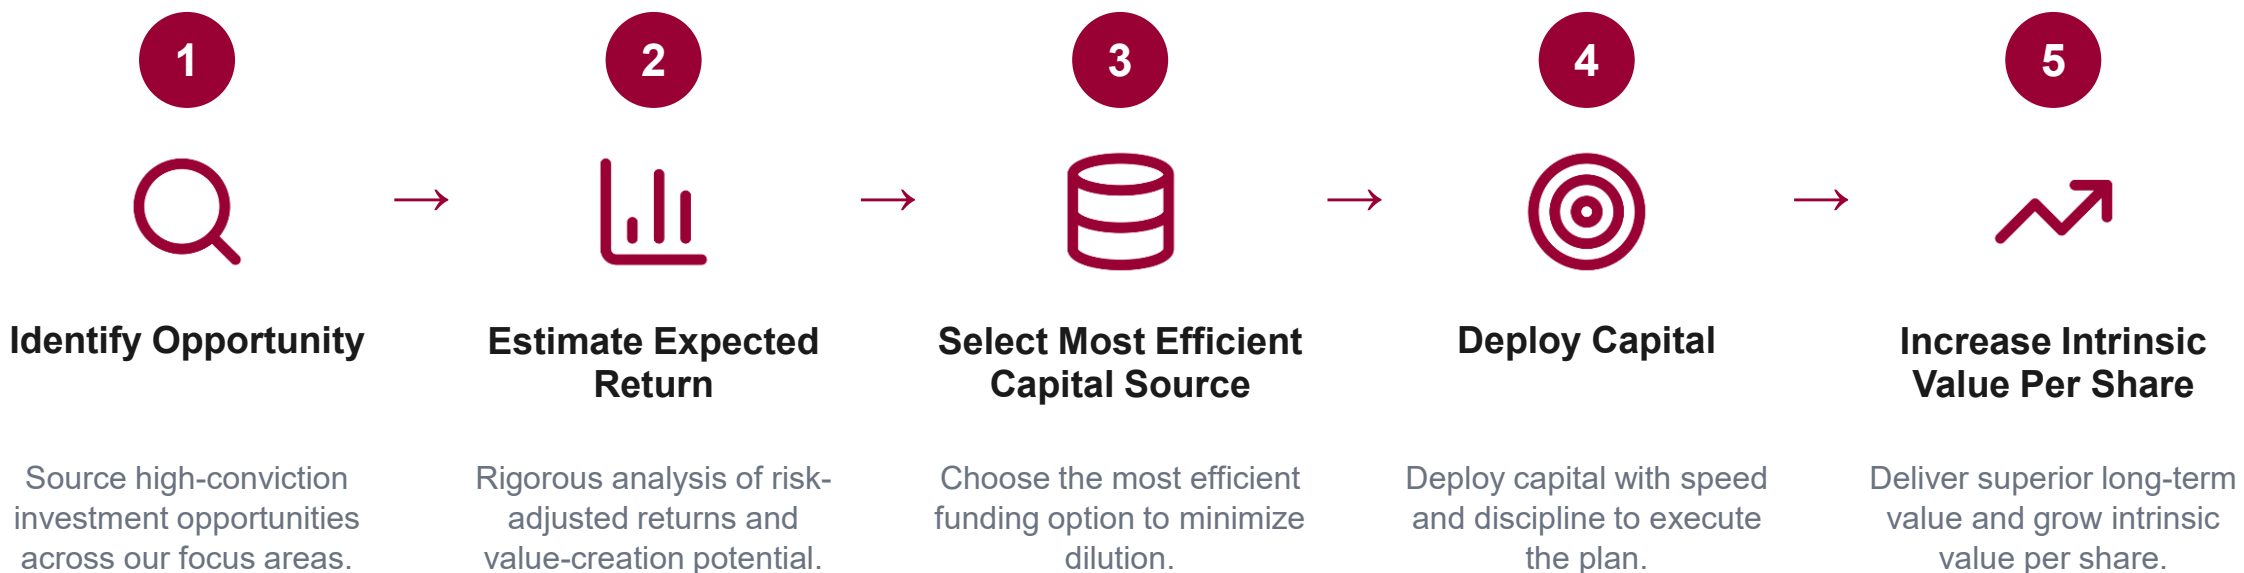 1
Identify Opportunity
Source high-conviction
investment opportunities
across our focus areas.
2
Estimate Expected
Return
Rigorous analysis of risk-
adjusted returns and
value-creation potential.
3
Select Most Efficient
Capital Source
Choose the most efficient
funding option to minimize
dilution.
4
Deploy Capital
Deploy capital with speed
and discipline to execute
the plan.
5
Increase Intrinsic
Value Per Share
Deliver superior long-term
value and grow intrinsic
value per share.